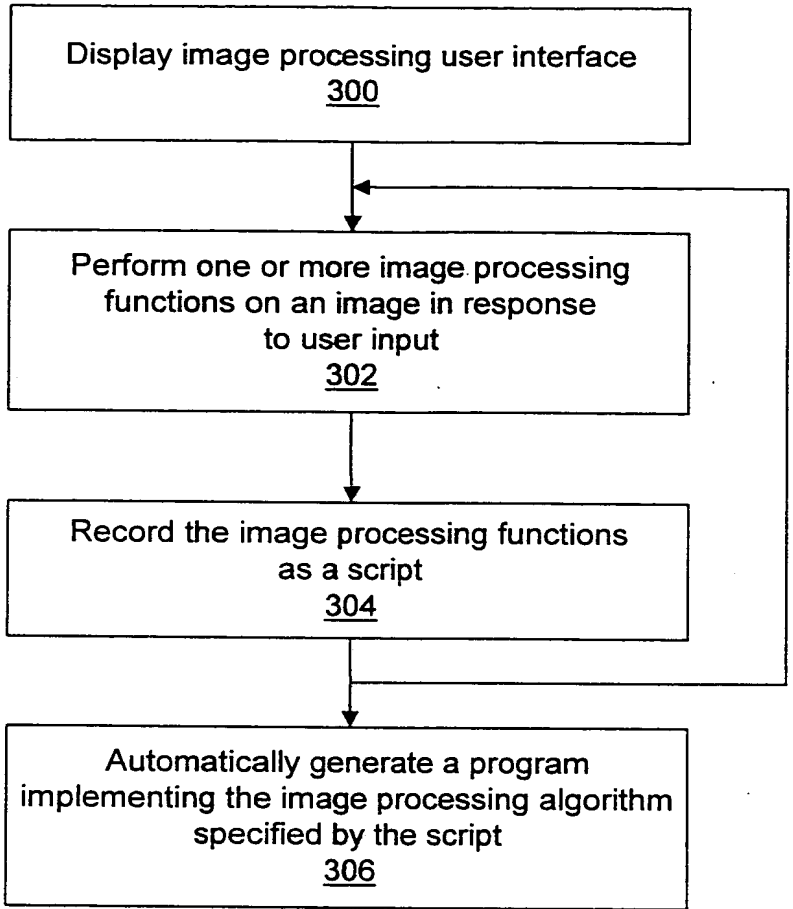 Display image processing user interface
300
Perform one or more image processing
functions on an image in response
to user input
302
Record the image processing functions
as a script
304
Automatically generate a program
implementing the image processing algorithm
specified by the script
306